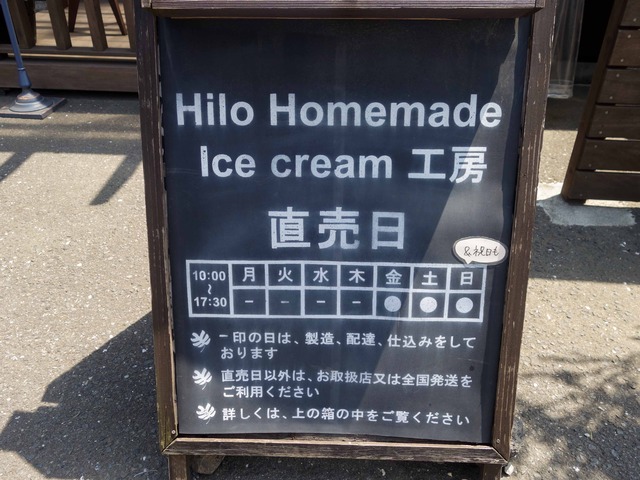 Hilo Homemade
Ice cream 工房
直売日
&祝日も
10:00 月 火 水 木 金 土 日
〜
17:30 − − − − ● ● ●
−印の日は、製造、配達、仕込みをして
おります
直売日以外は、お取扱店又は全国発送を
ご利用ください
詳しくは、上の箱の中をご覧ください